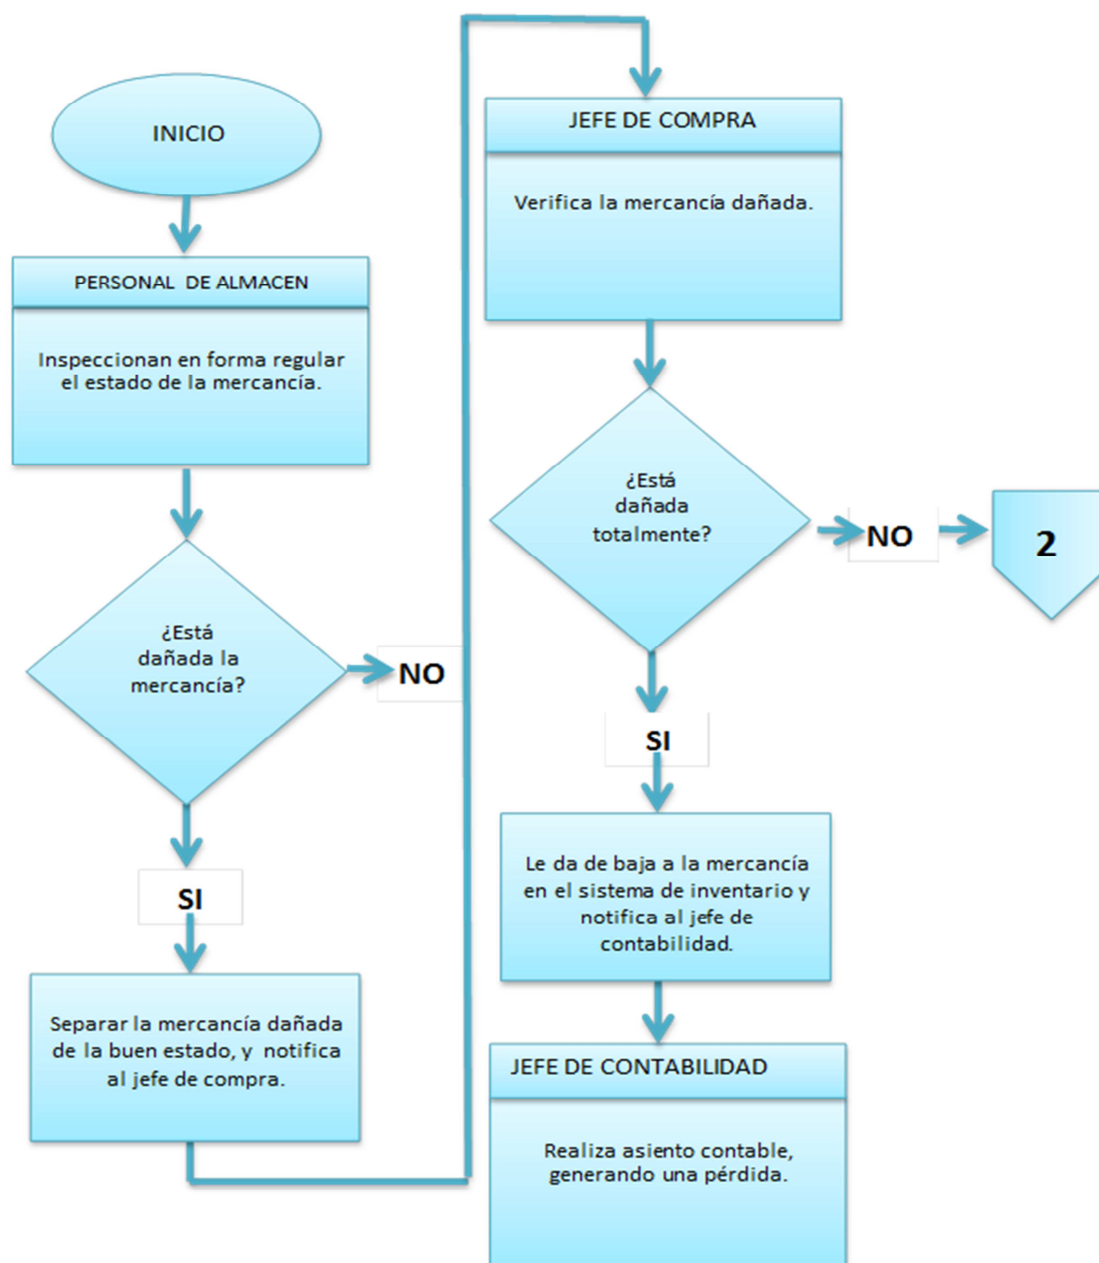 INICIO
PERSONAL DE ALMACEN
Inspeccionan en forma regular
el estado de la mercancía.
¿Está
dañada la
mercancía?
NO
SI
Separar la mercancía dañada
de la buen estado, y notifica
al jefe de compra.
JEFE DE COMPRA
Verifica la mercancía dañada.
¿Está
dañada
totalmente?
NO
2
SI
Le da de baja a la mercancía
en el sistema de inventario y
notifica al jefe de
contabilidad.
JEFE DE CONTABILIDAD
Realiza asiento contable,
generando una pérdida.